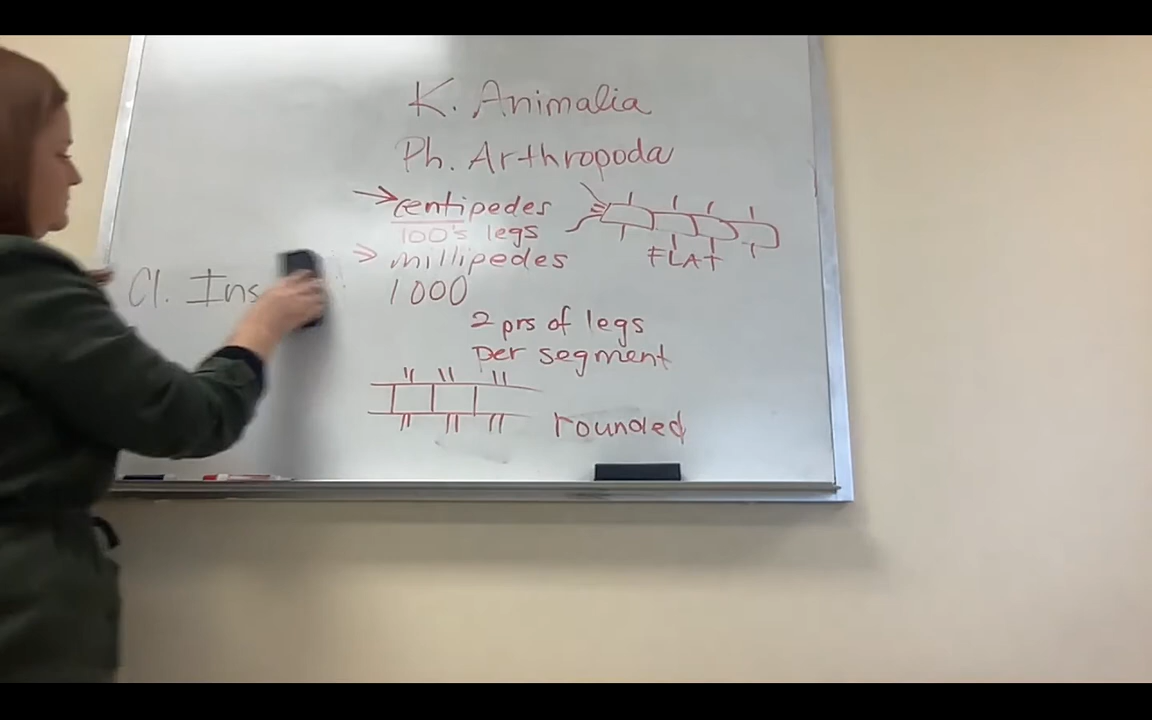 K. Animalia
Ph. Arthropoda
centipedes
100's legs
FLAT
millipedes
1000
Cl. Ins
2 prs of legs
per segment
rounded